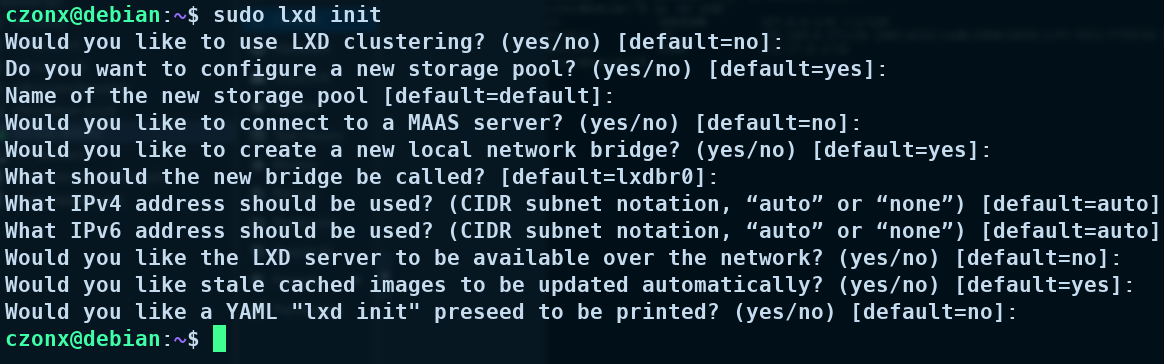 czonx@debian:~$ sudo lxd init
Would you like to use LXD clustering? (yes/no) [default=no]:
Do you want to configure a new storage pool? (yes/no) [default=yes]:
Name of the new storage pool [default=default]:
Would you like to connect to a MAAS server? (yes/no) [default=no]:
Would you like to create a new local network bridge? (yes/no) [default=yes]:
What should the new bridge be called? [default=lxdbr0]:
What IPv4 address should be used? (CIDR subnet notation, “auto” or “none”) [default=auto]
What IPv6 address should be used? (CIDR subnet notation, “auto” or “none”) [default=auto]
Would you like the LXD server to be available over the network? (yes/no) [default=no]:
Would you like stale cached images to be updated automatically? (yes/no) [default=yes]:
Would you like a YAML "lxd init" preseed to be printed? (yes/no) [default=no]:
czonx@debian:~$